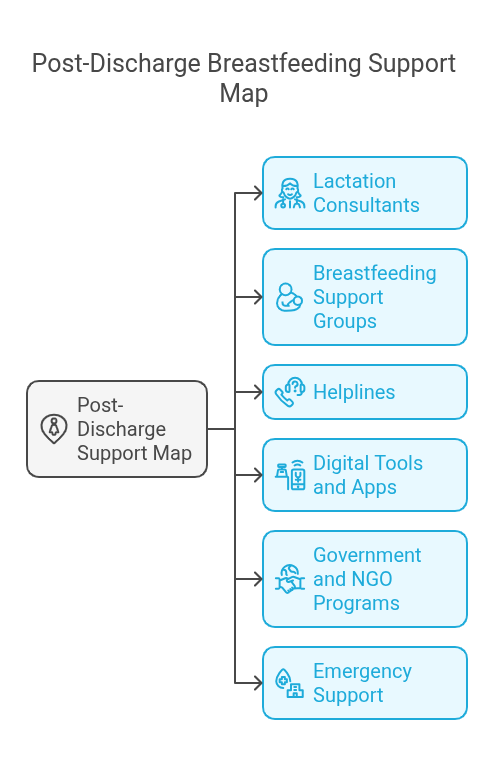 Post-Discharge Breastfeeding Support
Map
Lactation
Consultants
Breastfeeding
Support
Groups
Helplines
Post-
Discharge
Support Map
Digital Tools
and Apps
Government
and NGO
Programs
Emergency
Support